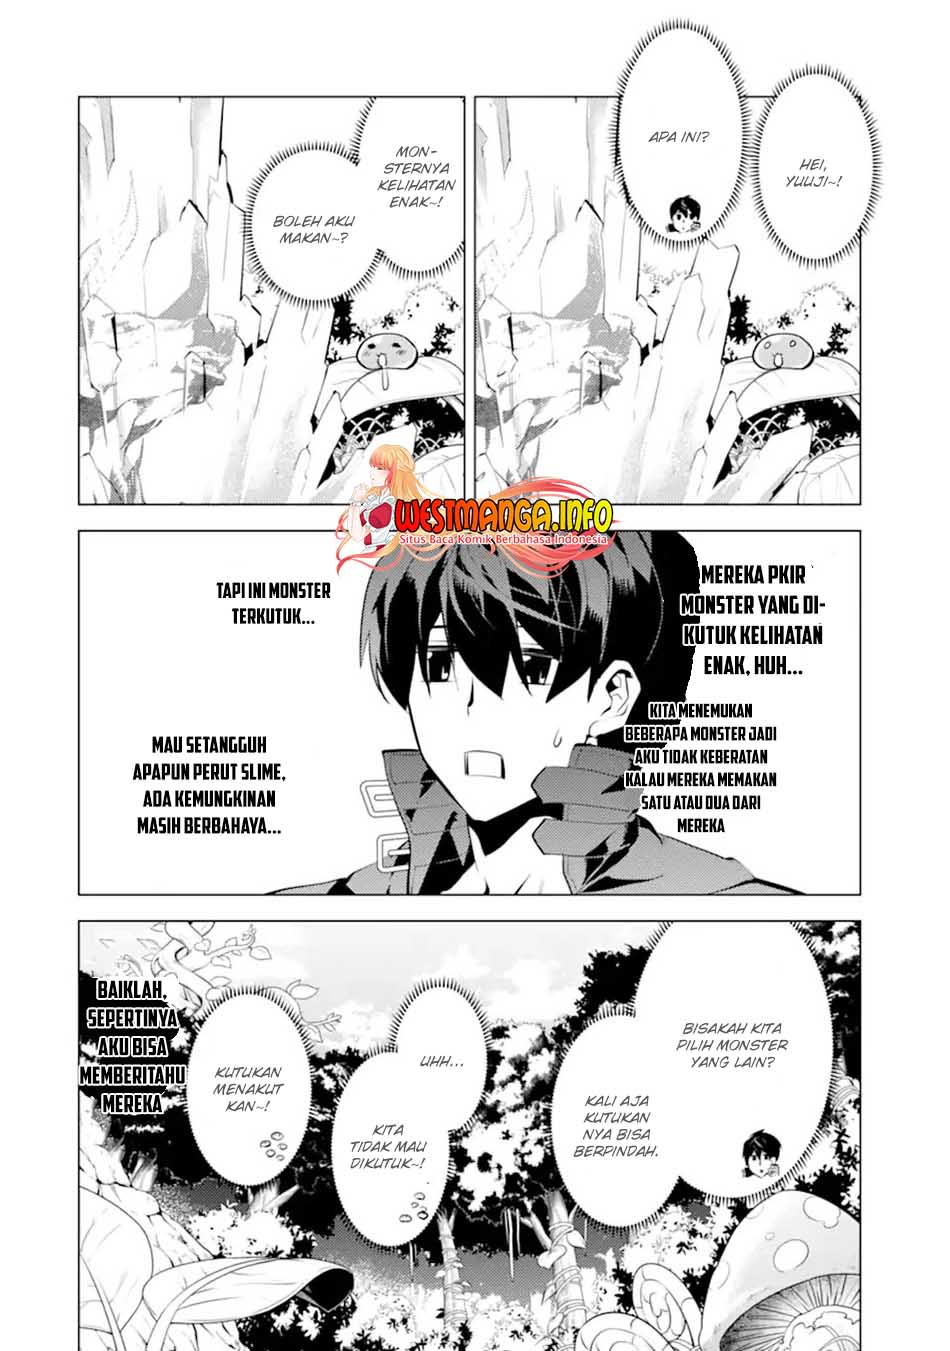 HEI,
YUUJI~!
APA INI?
MON-
STERNYA
KELIHATAN
ENAK~!
BOLEH AKU
MAKAN~?
WESTMANGA.INFO
Situs Baca Komik Berbahasa Indonesia
MEREKA PKIR
MONSTER YANG DI-
KUTUK KELIHATAN
ENAK, HUH...
KITA MENEMUKAN
BEBERAPA MONSTER JADI
AKU TIDAK KEBERATAN
KALAU MEREKA MEMAKAN
SATU ATAU DUA DARI
MEREKA
TAPI INI MONSTER
TERKUTUK...
MAU SETANGGUH
APAPUN PERUT SLIME,
ADA KEMUNGKINAN
MASIH BERBAHAYA...
BISAKAH KITA
PILIH MONSTER
YANG LAIN?
KALI AJA
KUTUKAN
NYA BISA
BERPINDAH.
UHH...
KITA
TIDAK MAU
DIKUTUK~!
KUTUKAN
MENAKUT
KAN~!
BAIKLAH,
SEPERTINYA
AKU BISA
MEMBERITAHU
MEREKA